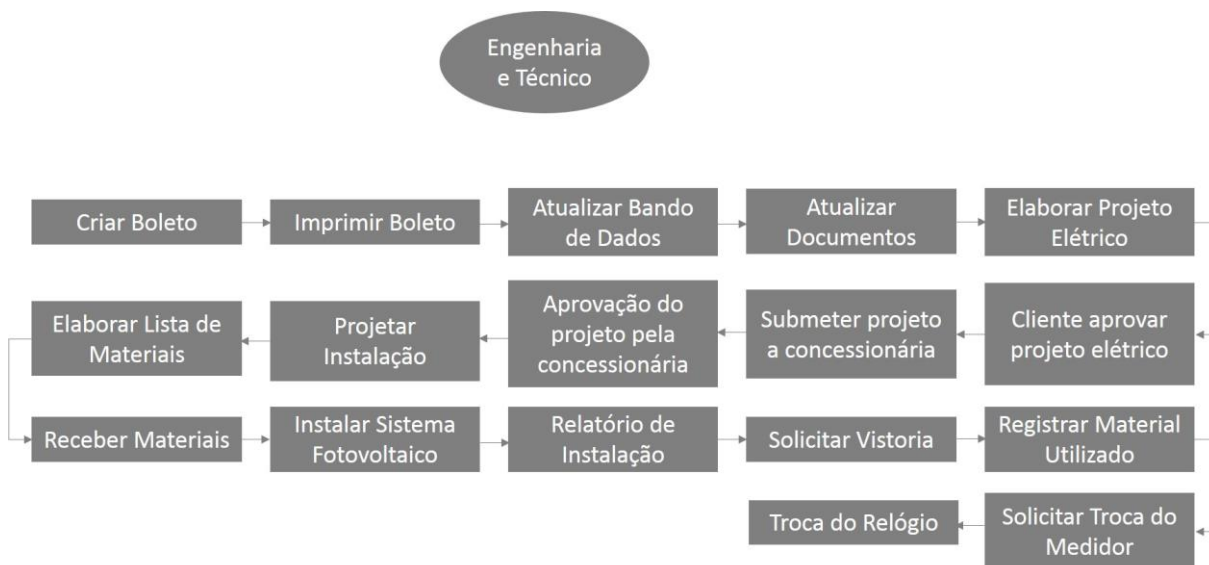 Engenharia
e Técnico
Criar Boleto
Imprimir Boleto
Atualizar Bando
de Dados
Atualizar
Documentos
Elaborar Projeto
Elétrico
Cliente aprovar
projeto elétrico
Submeter projeto
a concessionária
Aprovação do
projeto pela
concessionária
Projetar
Instalação
Elaborar Lista de
Materiais
Receber Materiais
Instalar Sistema
Fotovoltaico
Relatório de
Instalação
Solicitar Vistoria
Registrar Material
Utilizado
Solicitar Troca do
Medidor
Troca do Relógio